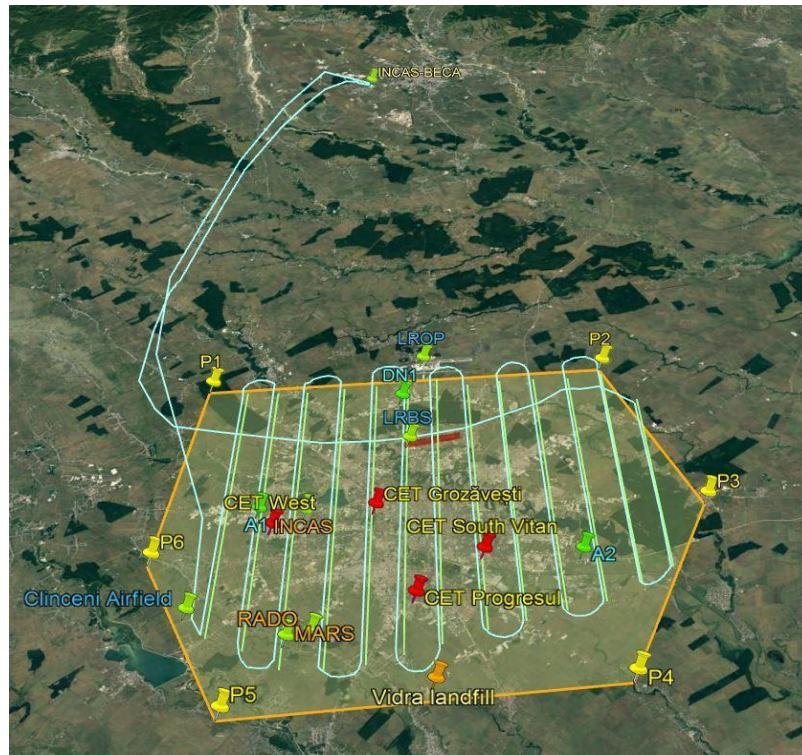 INCAS-BECA
LROP
P2
P1
DN1
LRBS
P3
CET West
CET Grozăvești
A1
INCAS
CET South Vitan
A2
P6
Clinceni Airfield
CET Progresul
RADO
MARS
P4
P5
Vidra landfill